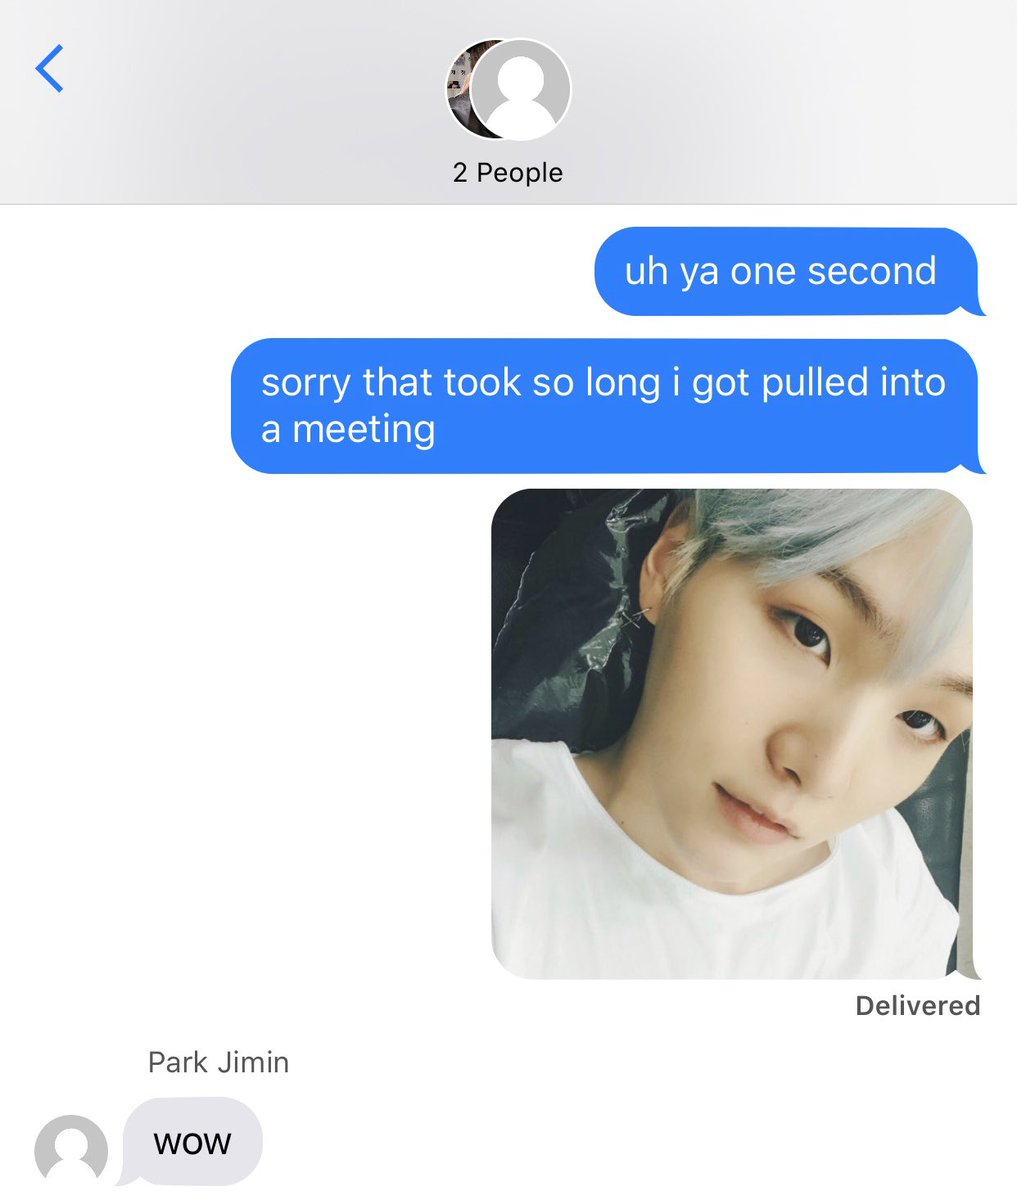 2 People
uh ya one second
sorry that took so long i got pulled into
a meeting
Delivered
Park Jimin
wow